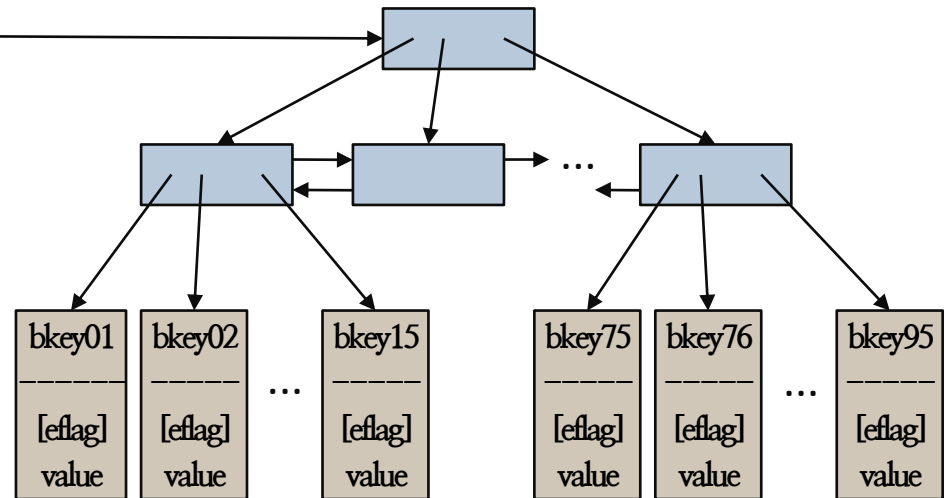 ...
bkey01
------
[eflag]
value
bkey02
-----
[eflag]
value
...
bkey15
-----
[eflag]
value
bkey75
-----
[eflag]
value
bkey76
-----
[eflag]
value
...
bkey95
-----
[eflag]
value